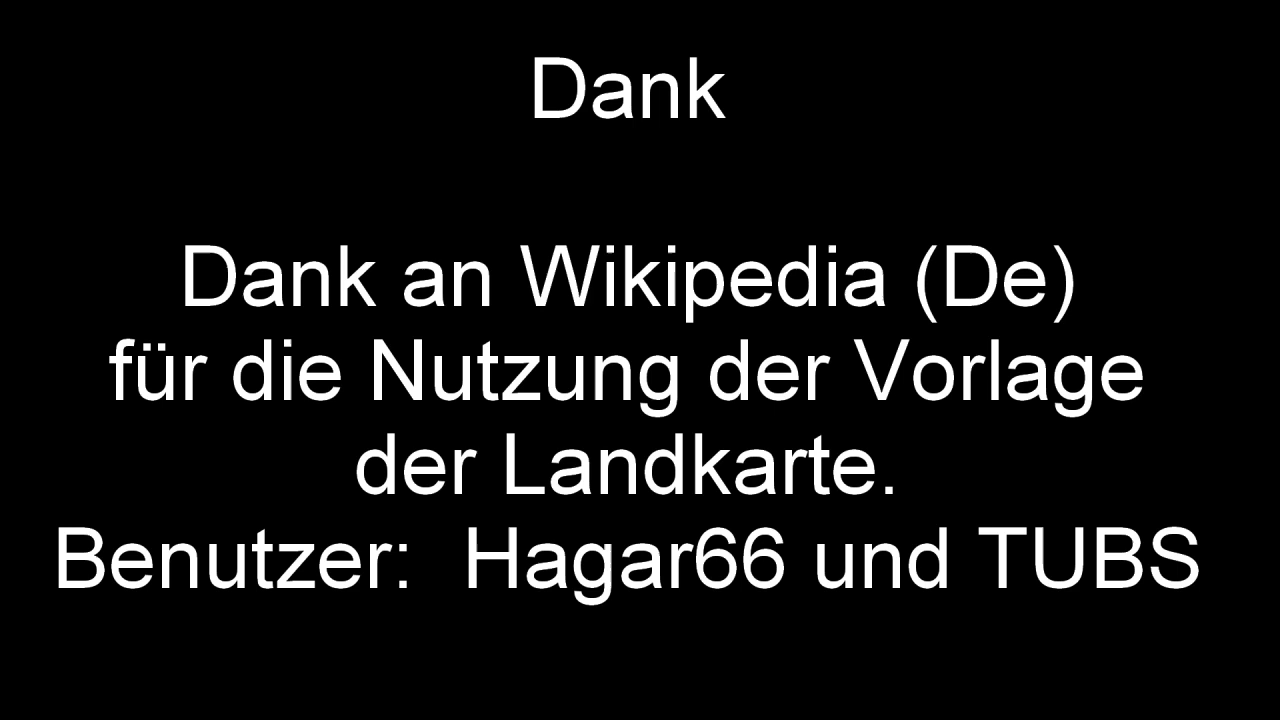 Dank
Dank an Wikipedia (De)
für die Nutzung der Vorlage
der Landkarte.
Benutzer:  Hagar66 und TUBS